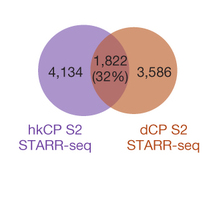 1,822
4,134
(32%)
3,586
hkCP S2
STARR-seq
dCP S2
STARR-seq